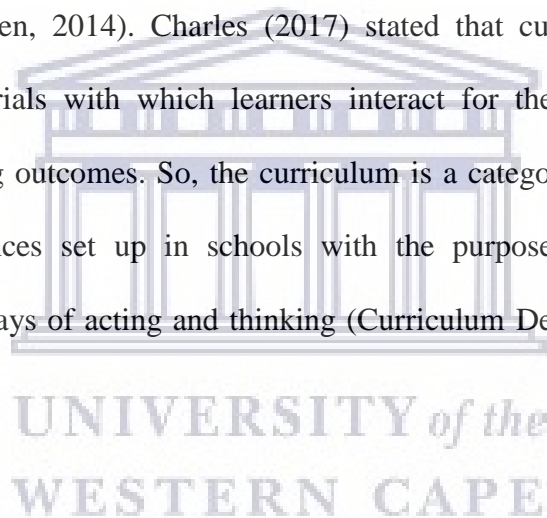 en, 2014). Charles (2017) stated that cu
rials with which learners interact for the
g outcomes. So, the curriculum is a catego
nces set up in schools with the purpose
ays of acting and thinking (Curriculum De
UNIVERSITY of the
WESTERN CAPE